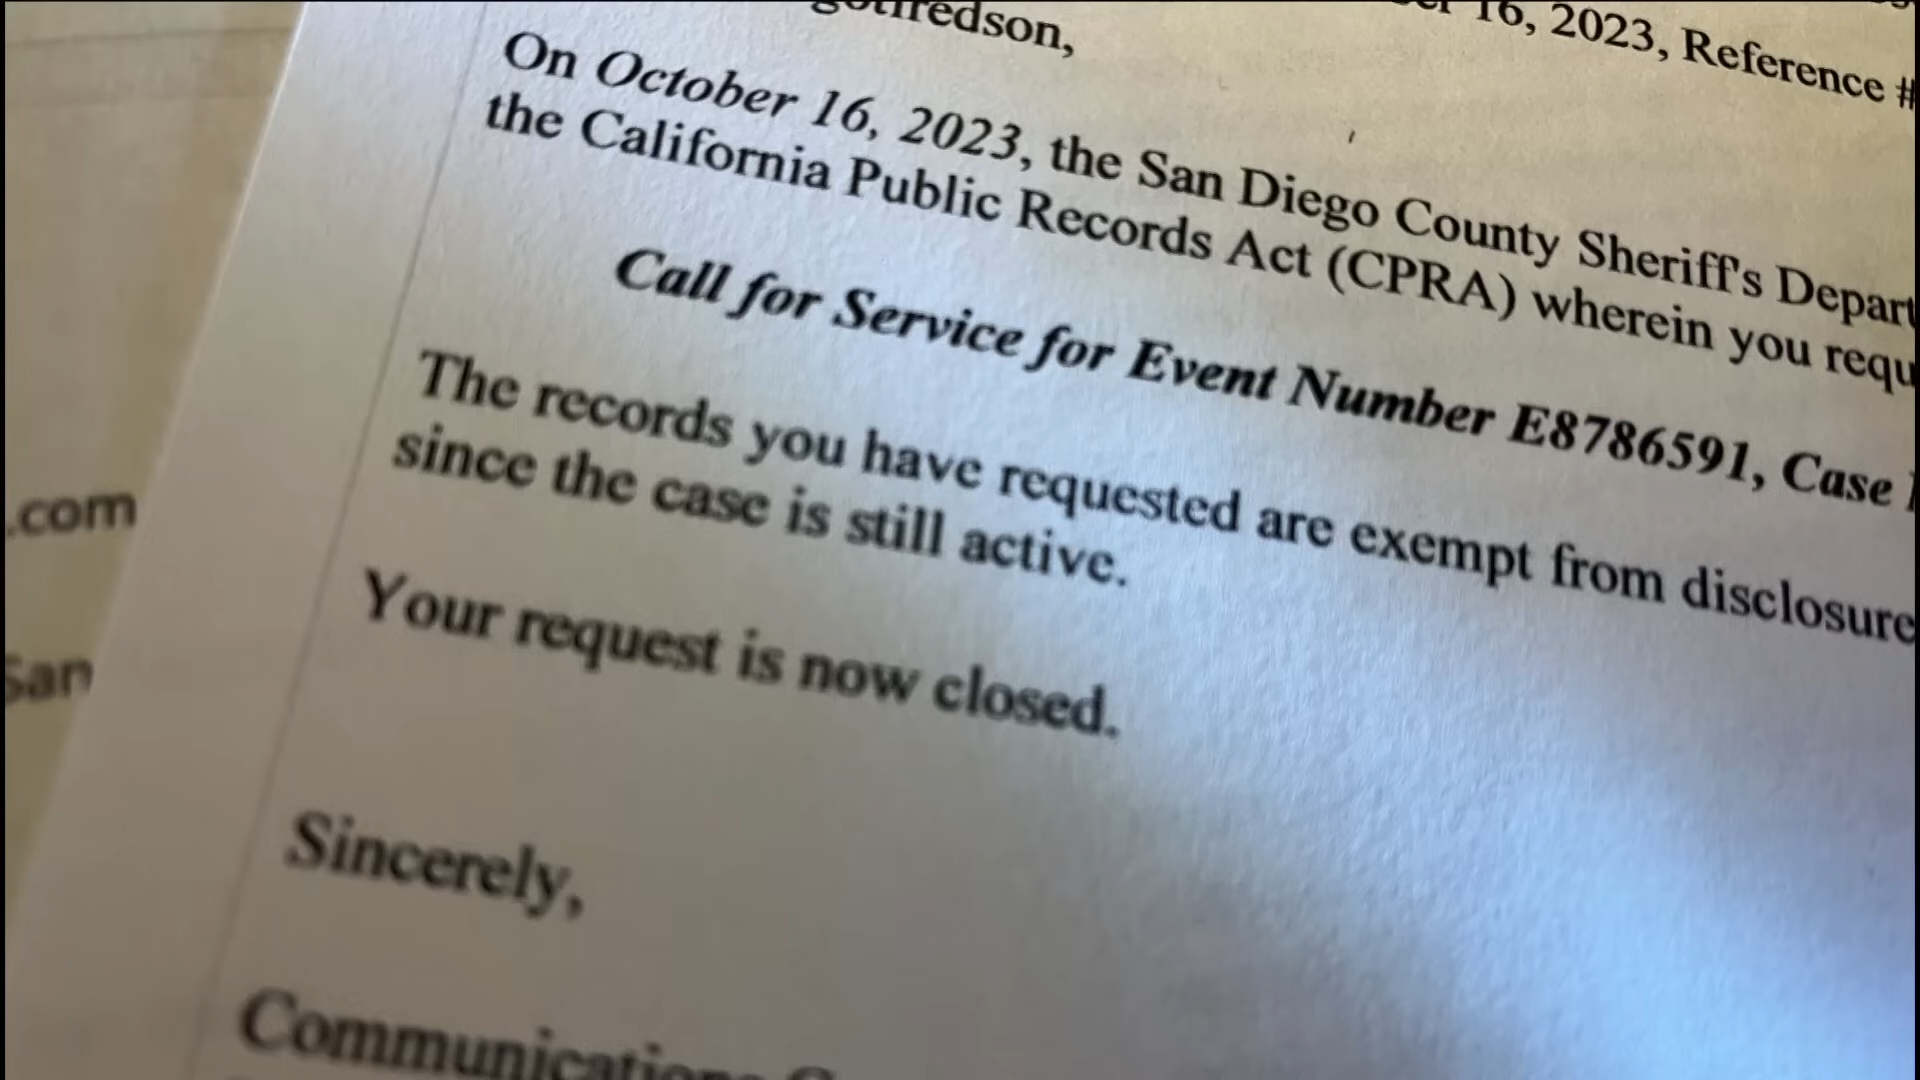 16, 2023, Reference #
On October 16, 2023, the San Diego County Sheriff's Depart
the California Public Records Act (CPRA) wherein you requ
Call for Service for Event Number E8786591, Case
The records you have requested are exempt from disclosure
since the case is still active.
Your request is now closed.
Sincerely,
Communications
.com
San